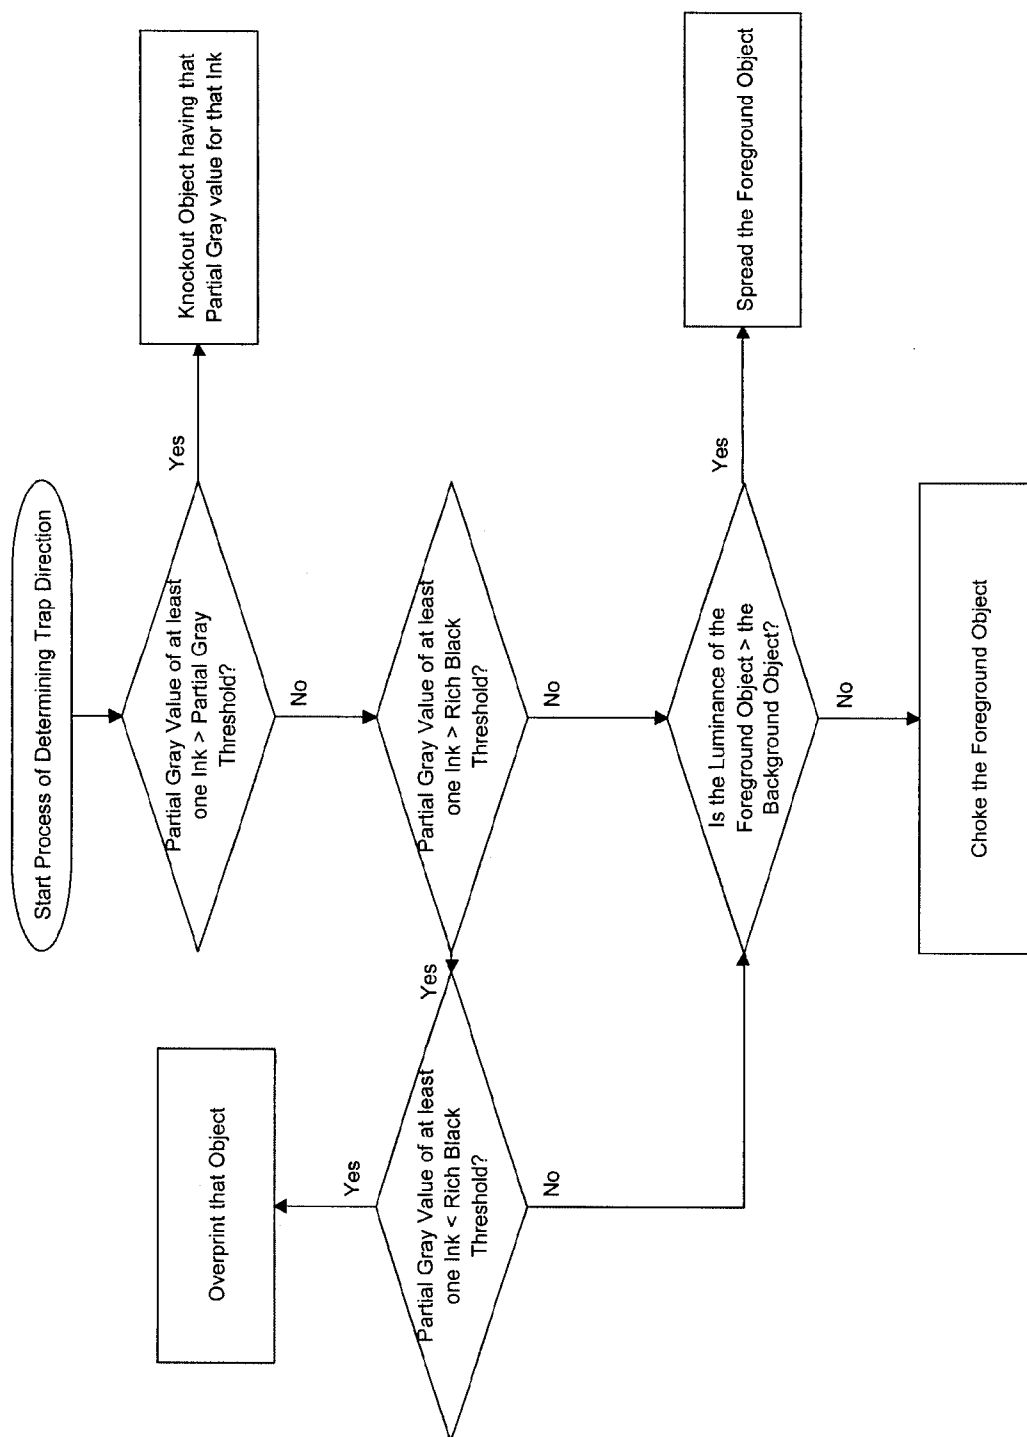 Start Process of Determining Trap Direction
Partial Gray Value of at least
one Ink > Partial Gray
Threshold?
Yes
Knockout Object having that
Partial Gray value for that Ink
No
Partial Gray Value of at least
one Ink > Rich Black
Threshold?
Yes
Partial Gray Value of at least
one Ink < Rich Black
Threshold?
Yes
Overprint that Object
No
No
Is the Luminance of the
Foreground Object > the
Background Object?
Yes
Spread the Foreground Object
No
Choke the Foreground Object